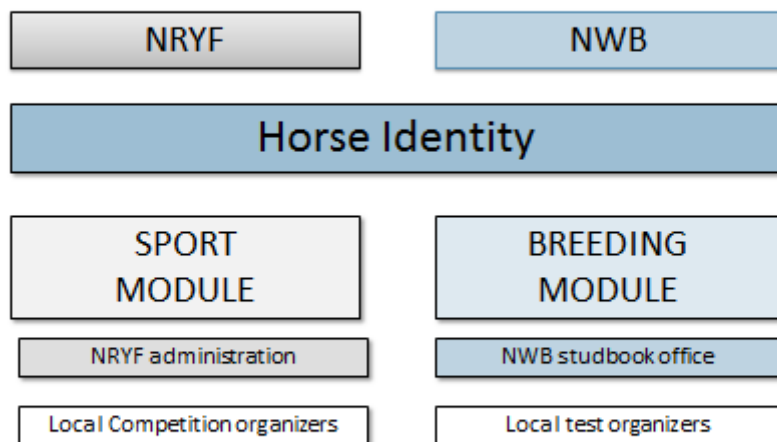 NRYF
NWB
Horse Identity
SPORT
MODULE
BREEDING
MODULE
NRYF administration
NWB studbook office
Local Competition organizers
Local test organizers